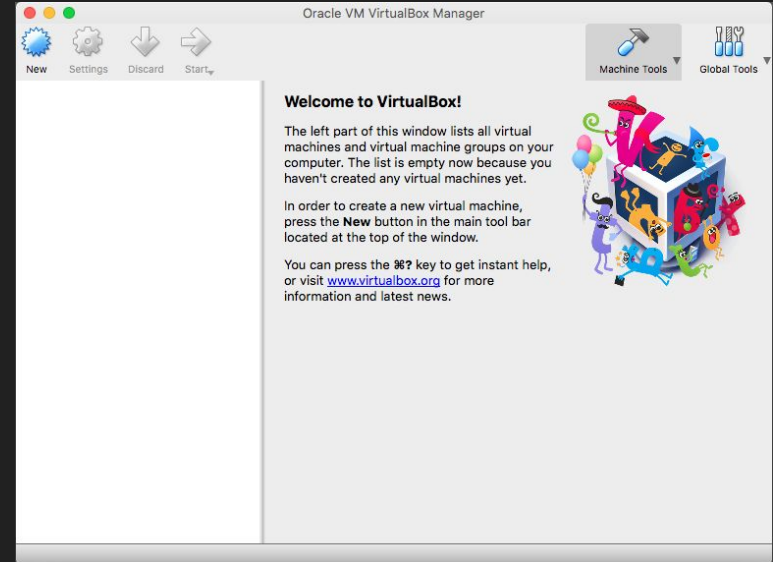 Oracle VM VirtualBox Manager
New
Settings
Discard
Start
Machine Tools
Global Tools
Welcome to VirtualBox!
The left part of this window lists all virtual
machines and virtual machine groups on your
computer. The list is empty now because you
haven't created any virtual machines yet.
In order to create a new virtual machine,
press the New button in the main tool bar
located at the top of the window.
You can press the ⌘? key to get instant help,
or visit www.virtualbox.org for more
information and latest news.